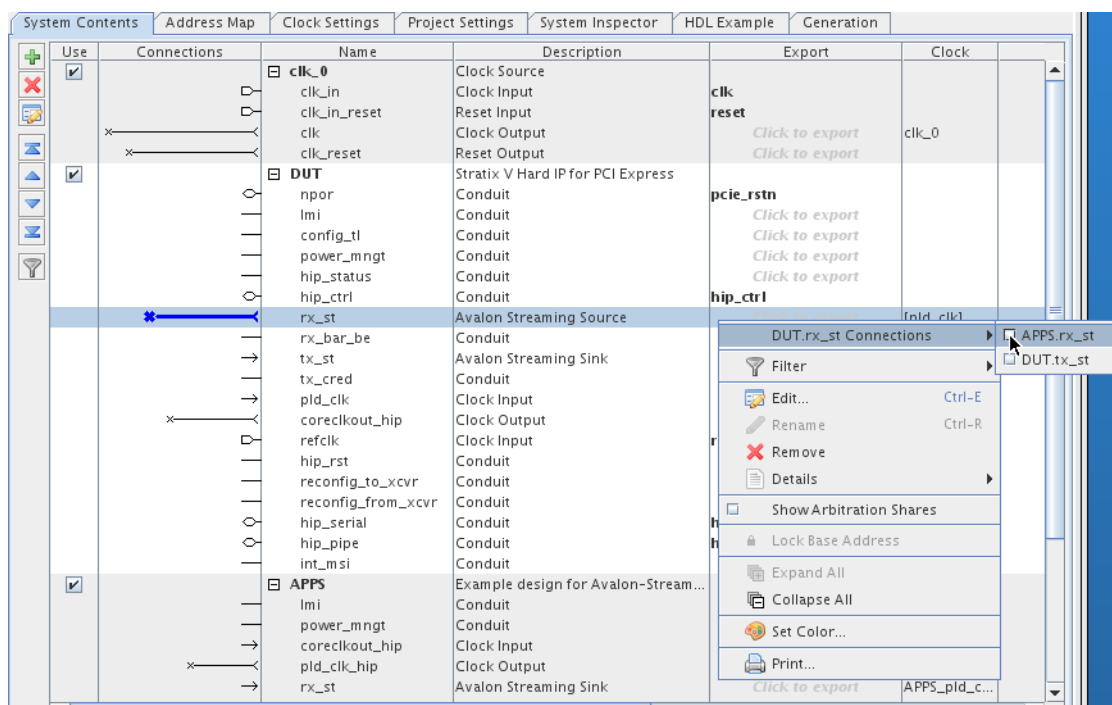 System Contents Address Map Clock Settings Project Settings System Inspector HDL Example Generation
Use Connections Name Description Export Clock
clk_0 Clock Source
clk_in Clock Input clk
clk_in_reset Reset Input reset
clk Clock Output Click to export clk_0
clk_reset Reset Output Click to export
DUT Stratix V Hard IP for PCI Express
npor Conduit pcie_rstn
lmi Conduit Click to export
config_tl Conduit Click to export
power_mngt Conduit Click to export
hip_status Conduit Click to export
hip_ctrl Conduit hip_ctrl
rx_st Avalon Streaming Source [pld_clk]
rx_bar_be Conduit DUT.rx_st Connections APPS.rx_st
tx_st Avalon Streaming Sink Filter DUT.tx_st
tx_cred Conduit
pld_clk Clock Input Edit... Ctrl-E
coreclkout_hip Clock Output Rename Ctrl-R
refclk Clock Input r
hip_rst Conduit Remove
reconfig_to_xcvr Conduit Details
reconfig_from_xcvr Conduit Show Arbitration Shares
hip_serial Conduit h
hip_pipe Conduit h Lock Base Address
int_msi Conduit Expand All
APPS Example design for Avalon-Stream...
lmi Conduit Collapse All
power_mngt Conduit
coreclkout_hip Clock Input Set Color...
pld_clk_hip Clock Output Print...
rx_st Avalon Streaming Sink Click to export APPS_pld_c...